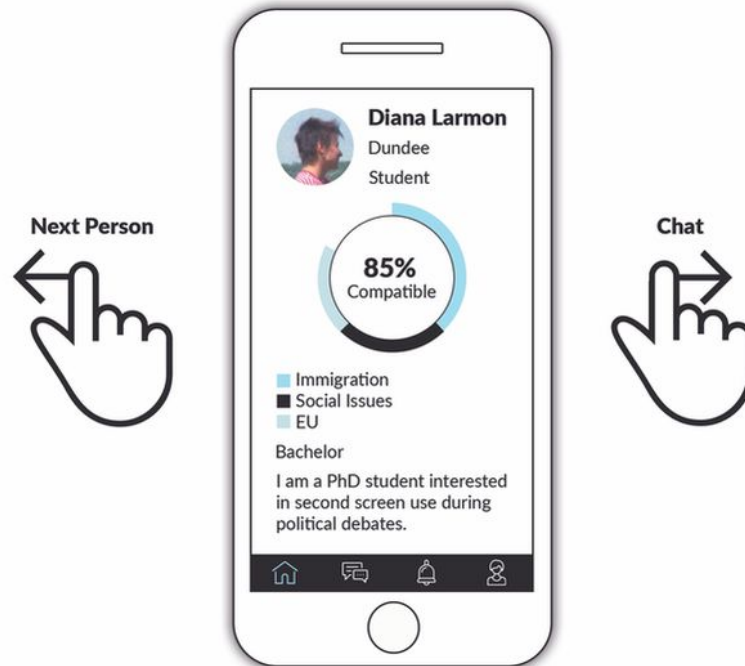 Diana Larmon
Dundee
Student
Next Person
Chat
85%
Compatible
Immigration
Social Issues
EU
Bachelor
I am a PhD student interested
in second screen use during
political debates.